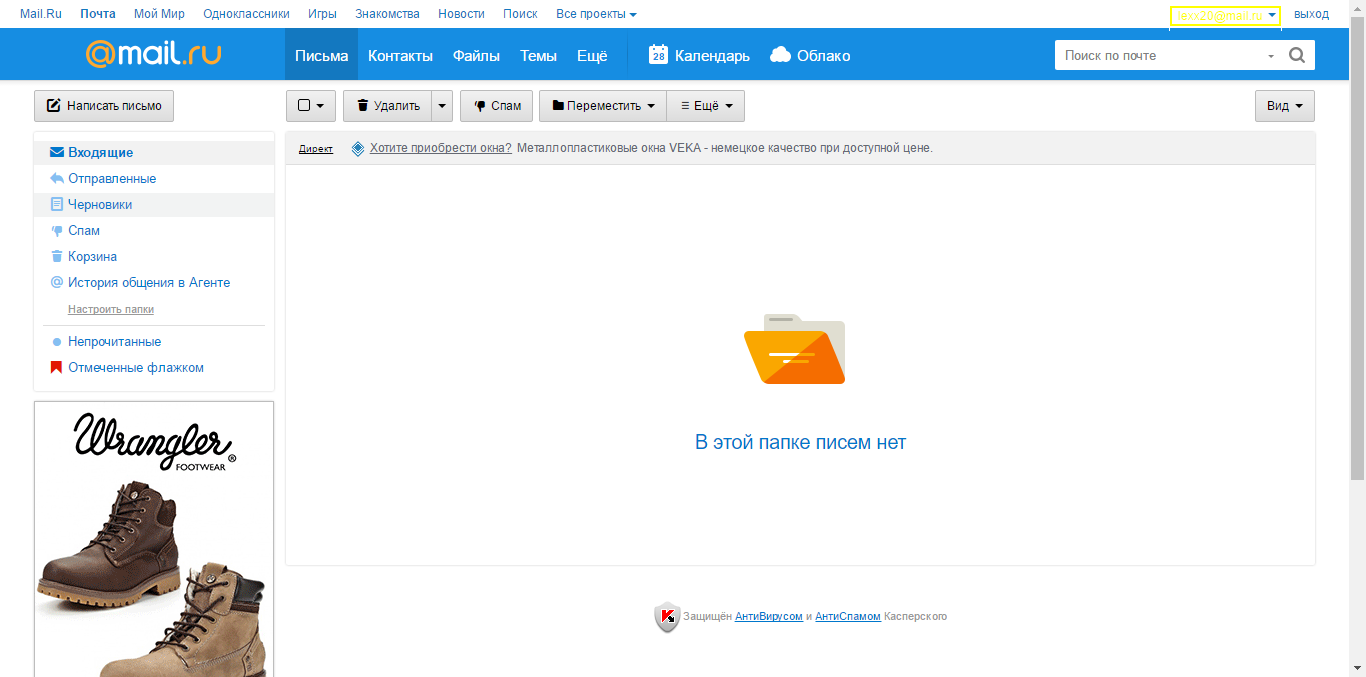 Mail.Ru Почта Мой Мир Одноклассники Игры Знакомства Новости Поиск Все проекты выход
@mail.ru Письма Контакты Файлы Темы Ещё 28 Календарь Облако Поиск по почте
Написать письмо Удалить Спам Переместить Ещё Вид
Входящие
Отправленные
Черновики
Спам
Корзина
История общения в Агенте
Настроить папки
Непрочитанные
Отмеченные флажком
Wrangler®
FOOTWEAR
Директ Хотите приобрести окна? Металлопластиковые окна VEKA - немецкое качество при доступной цене.
В этой папке писем нет
Защищён АнтиВирусом и АнтиСпамом Касперского